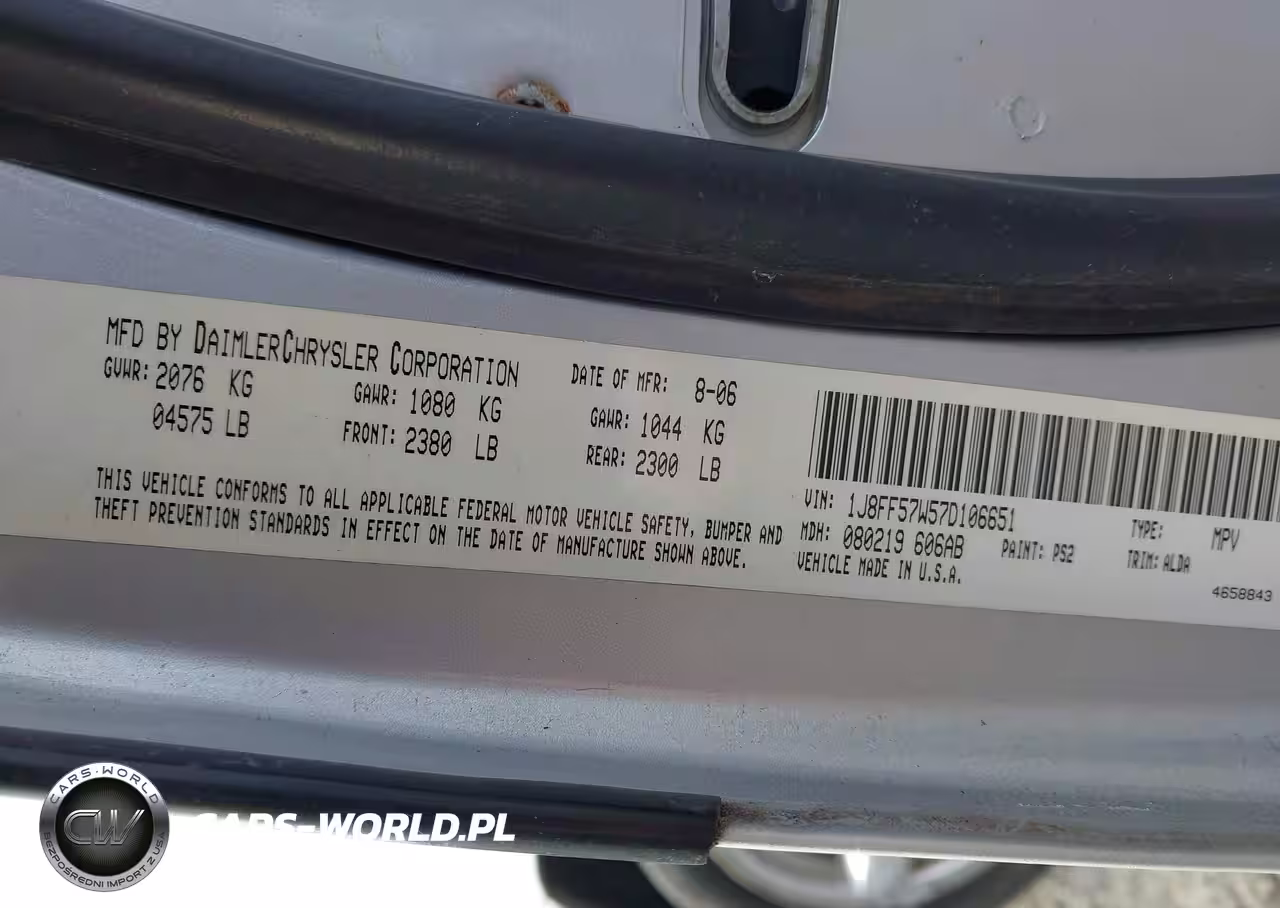 MFD BY DAIMLERCHRYSLER CORPORATION
DATE OF MFR: 8-06
GVWR: 2076 KG
04575 LB
GAWR: 1080 KG
FRONT: 2380 LB
GAWR: 1044 KG
REAR: 2300 LB
THIS VEHICLE CONFORMS TO ALL APPLICABLE FEDERAL MOTOR VEHICLE SAFETY, BUMPER AND
THEFT PREVENTION STANDARDS IN EFFECT ON THE DATE OF MANUFACTURE SHOWN ABOVE.
VIN: 1J8FF57W57D106651
TYPE: MPV
MDH: 080219 606AB
PAINT: PS2
TRIM: ALDA
VEHICLE MADE IN U.S.A.
4658843
CARS-WORLD
CW
BEZPOŚREDNI IMPORT Z USA
CARS-WORLD.PL